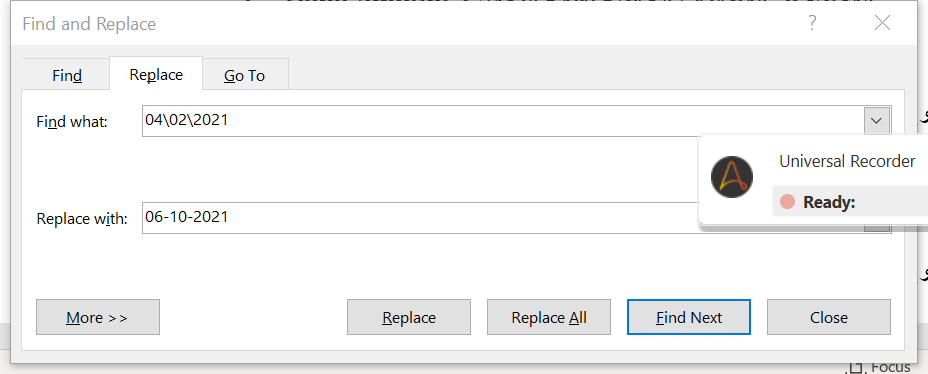 Find and Replace
?
Find
Replace
Go To
Find what:
04\02\2021
Universal Recorder
Ready:
Replace with:
06-10-2021
More >>
Replace
Replace All
Find Next
Close
Focus